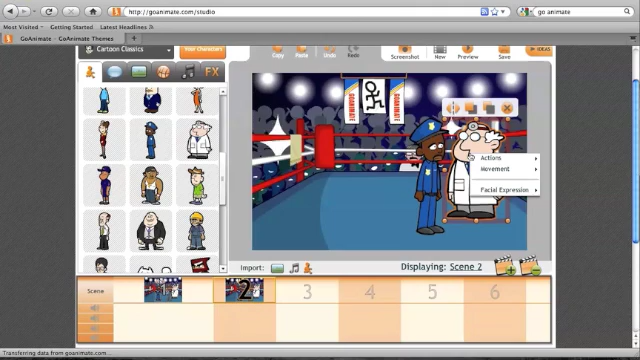 http://goanimate.com/studio
go animate
Most Visited
Getting Started
Latest Headlines
GoAnimate - GoAnimate Themes
Cartoon Classics
Your Characters
Copy
Paste
Undo
Redo
Screenshot
New
Preview
Save
IDEAS
FX
GOANIMATE
GOANIMATE
Actions
Movement
Facial Expression
Import:
Displaying: Scene 2
Scene
1
2
3
4
5
6
Transferring data from goanimate.com...